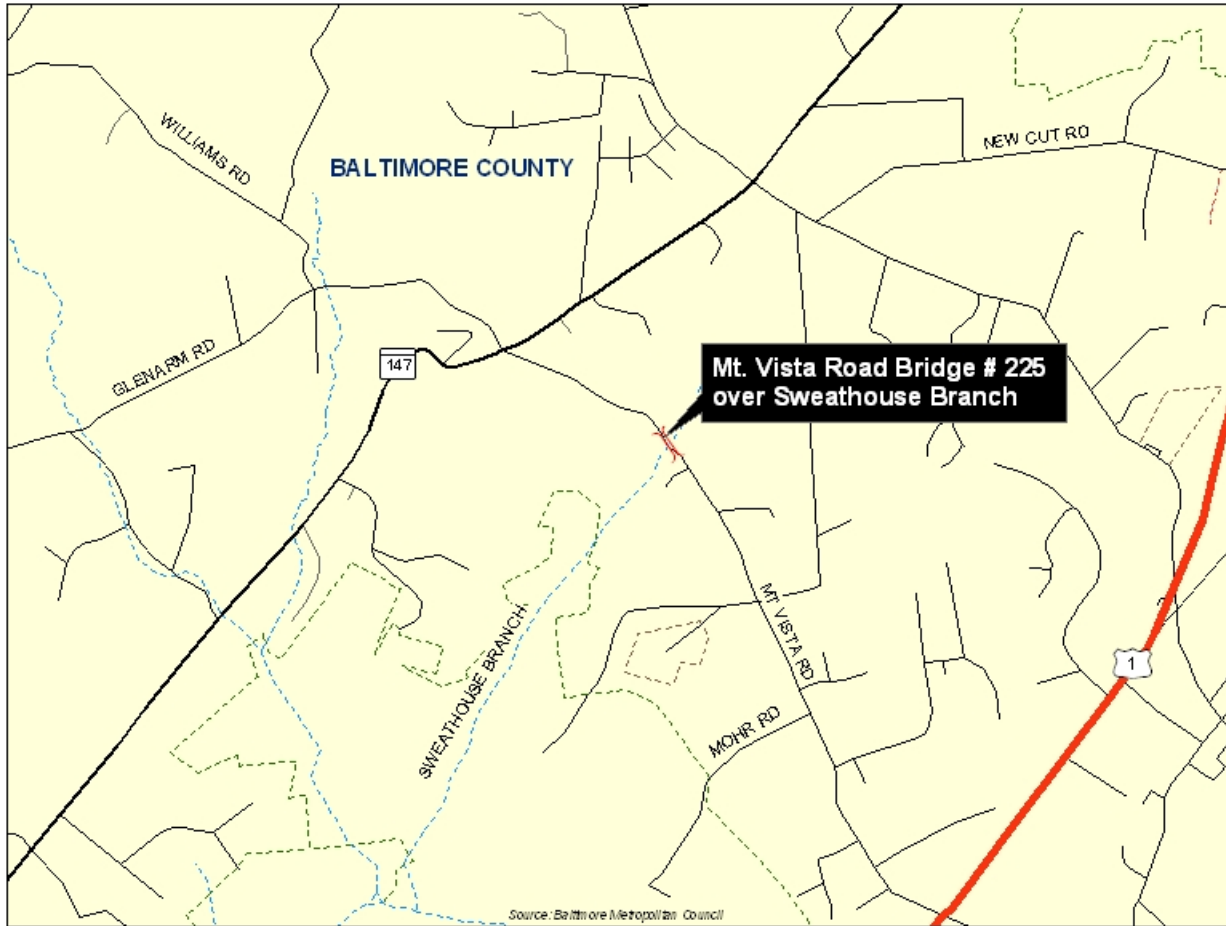 WILLIAMS RD
BALTIMORE COUNTY
NEW CUT RD
GLENARM RD
147
Mt. Vista Road Bridge # 225
over Sweathouse Branch
SWEATHOUSE BRANCH
MT VISTA RD
1
MOHR RD
Source: Baltimore Metropolitan Council